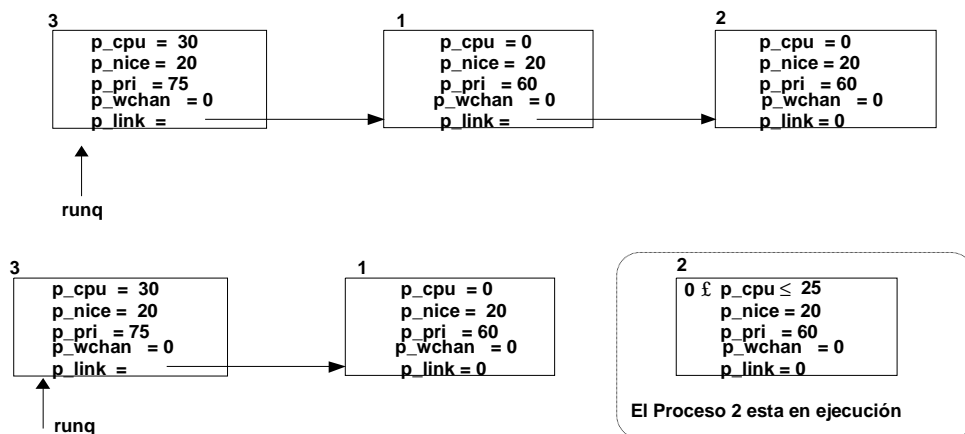 3
p_cpu = 30
p_nice = 20
p_pri = 75
p_wchan = 0
p_link =
1
p_cpu = 0
p_nice = 20
p_pri = 60
p_wchan = 0
p_link =
2
p_cpu = 0
p_nice = 20
p_pri = 60
p_wchan = 0
p_link = 0
runq
3
p_cpu = 30
p_nice = 20
p_pri = 75
p_wchan = 0
p_link =
1
p_cpu = 0
p_nice = 20
p_pri = 60
p_wchan = 0
p_link = 0
2
0 £ p_cpu ≤ 25
p_nice = 20
p_pri = 60
p_wchan = 0
p_link = 0
El Proceso 2 esta en ejecución
runq